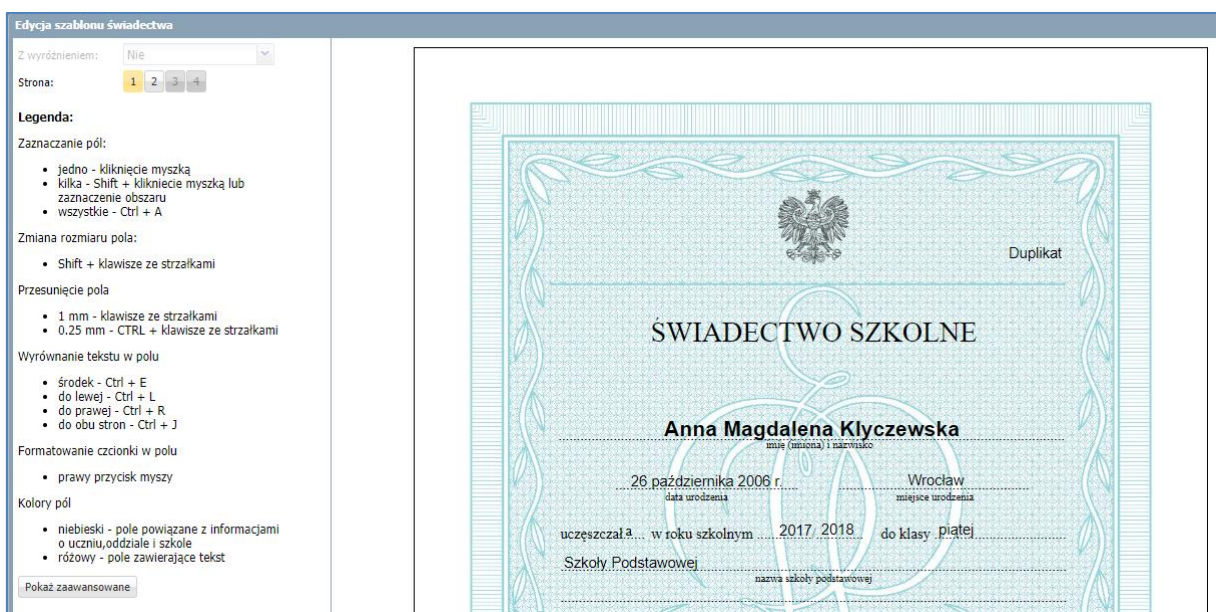 Edycja szablonu świadectwa
Z wyróżnieniem: Nie
Strona: 1 2 3 4
Legenda:
Zaznaczanie pól:
jedno - kliknięcie myszką
kilka - Shift + klikniecie myszką lub
zaznaczenie obszaru
wszystkie - Ctrl + A
Zmiana rozmiaru pola:
Shift + klawisze ze strzałkami
Przesunięcie pola
1 mm - klawisze ze strzałkami
0.25 mm - CTRL + klawisze ze strzałkami
Wyrównanie tekstu w polu
środek - Ctrl + E
do lewej - Ctrl + L
do prawej - Ctrl + R
do obu stron - Ctrl + J
Formatowanie czcionki w polu
prawy przycisk myszy
Kolory pól
niebieski - pole powiązane z informacjami
o uczniu,oddziale i szkole
różowy - pole zawierające tekst
Pokaż zaawansowane
Duplikat
ŚWIADECTWO SZKOLNE
Anna Magdalena Klyczewska
imię (imiona) i nazwisko
26 października 2006 r. Wrocław
data urodzenia miejsce urodzenia
uczęszczał a w roku szkolnym 2017/ 2018 do klasy piątej
Szkoły Podstawowej
nazwa szkoły podstawowej